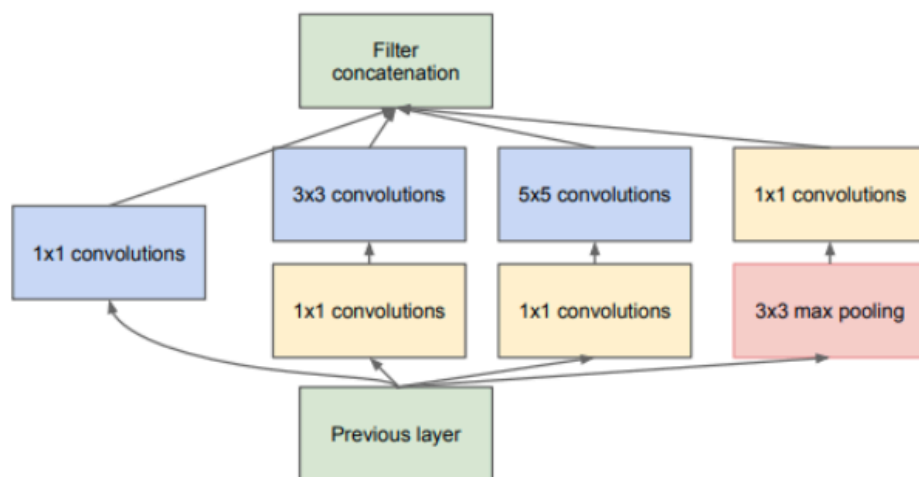 Filter
concatenation
3x3 convolutions
5x5 convolutions
1x1 convolutions
1x1 convolutions
1x1 convolutions
1x1 convolutions
3x3 max pooling
Previous layer